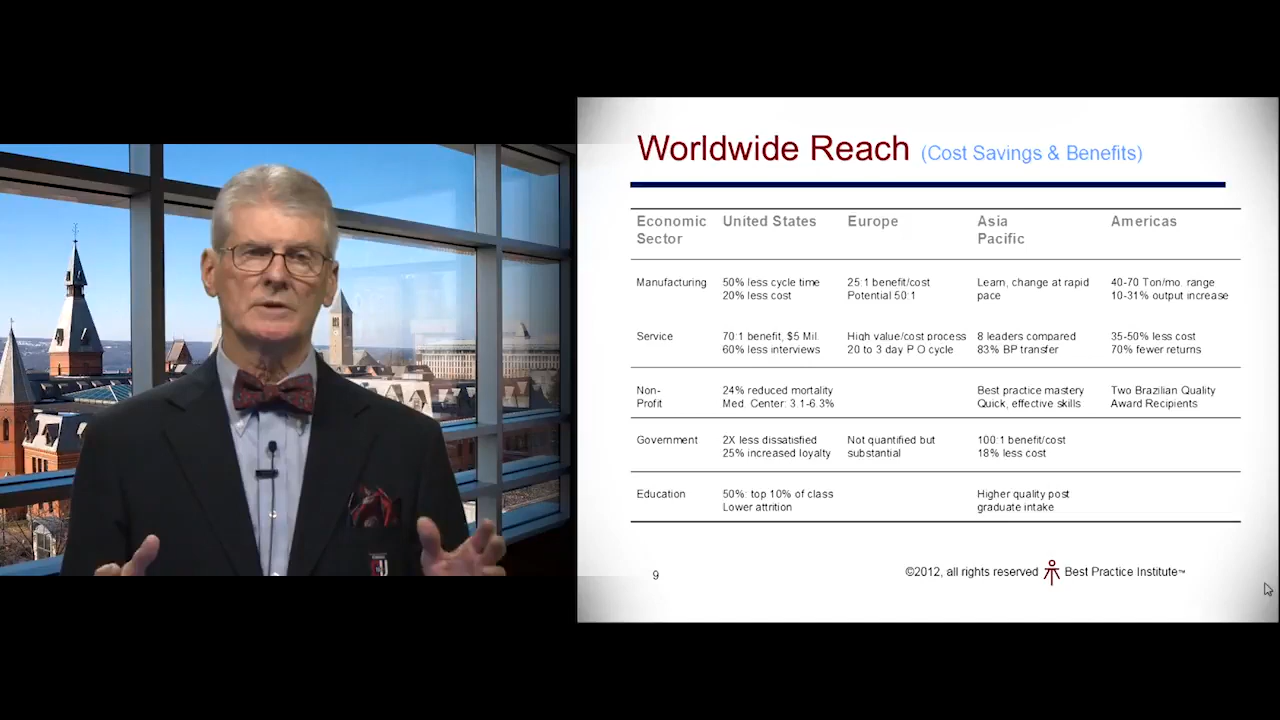 Worldwide Reach (Cost Savings & Benefits)
Economic Sector United States Europe Asia Pacific Americas
Manufacturing
50% less cycle time
20% less cost
25:1 benefit/cost
Potential 50:1
Learn, change at rapid
pace
40-70 Ton/mo. range
10-31% output increase
Service
70:1 benefit, $5 Mil.
60% less interviews
High value/cost process
20 to 3 day P O cycle
8 leaders compared
83% BP transfer
35-50% less cost
70% fewer returns
Non-
Profit
24% reduced mortality
Med. Center: 3.1-6.3%
Best practice mastery
Quick, effective skills
Two Brazilian Quality
Award Recipients
Government
2X less dissatisfied
25% increased loyalty
Not quantified but
substantial
100:1 benefit/cost
18% less cost
Education
50%: top 10% of class
Lower attrition
Higher quality post
graduate intake
9
©2012, all rights reserved Best Practice Institute™